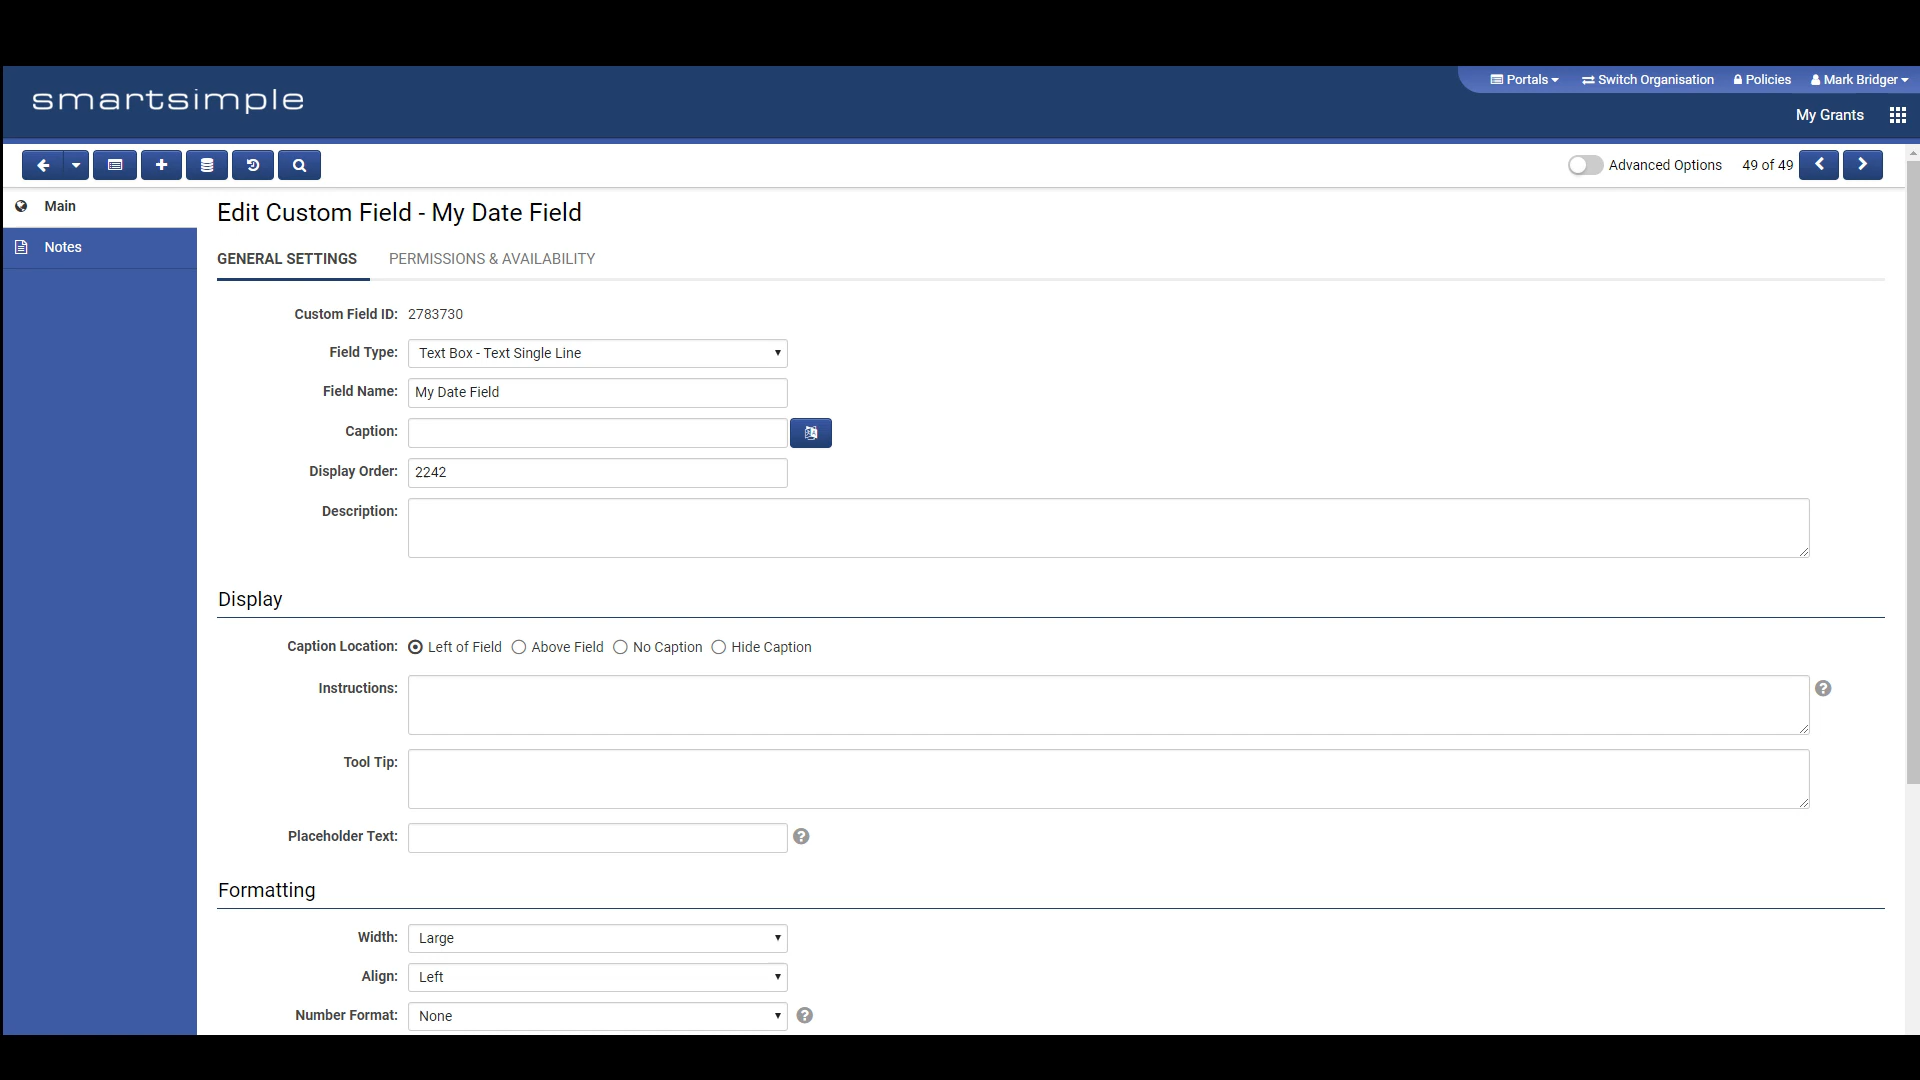 Portals
Switch Organisation
Policies
Mark Bridger
smartsimple
My Grants
Advanced Options
49 of 49
Main
Notes
Edit Custom Field - My Date Field
GENERAL SETTINGS
PERMISSIONS & AVAILABILITY
Custom Field ID: 2783730
Field Type: Text Box - Text Single Line
Field Name: My Date Field
Caption:
Display Order: 2242
Description:
Display
Caption Location: Left of Field Above Field No Caption Hide Caption
Instructions:
Tool Tip:
Placeholder Text:
Formatting
Width: Large
Align: Left
Number Format: None